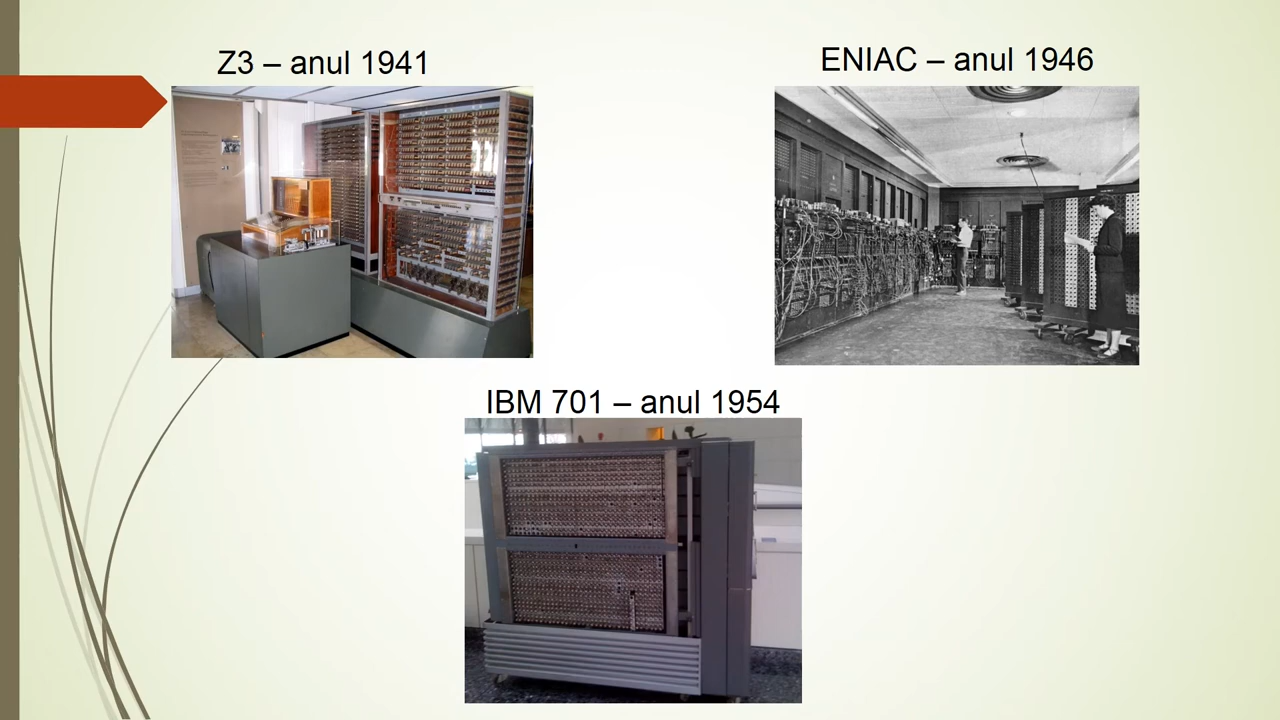 Z3 – anul 1941
ENIAC – anul 1946
IBM 701 – anul 1954